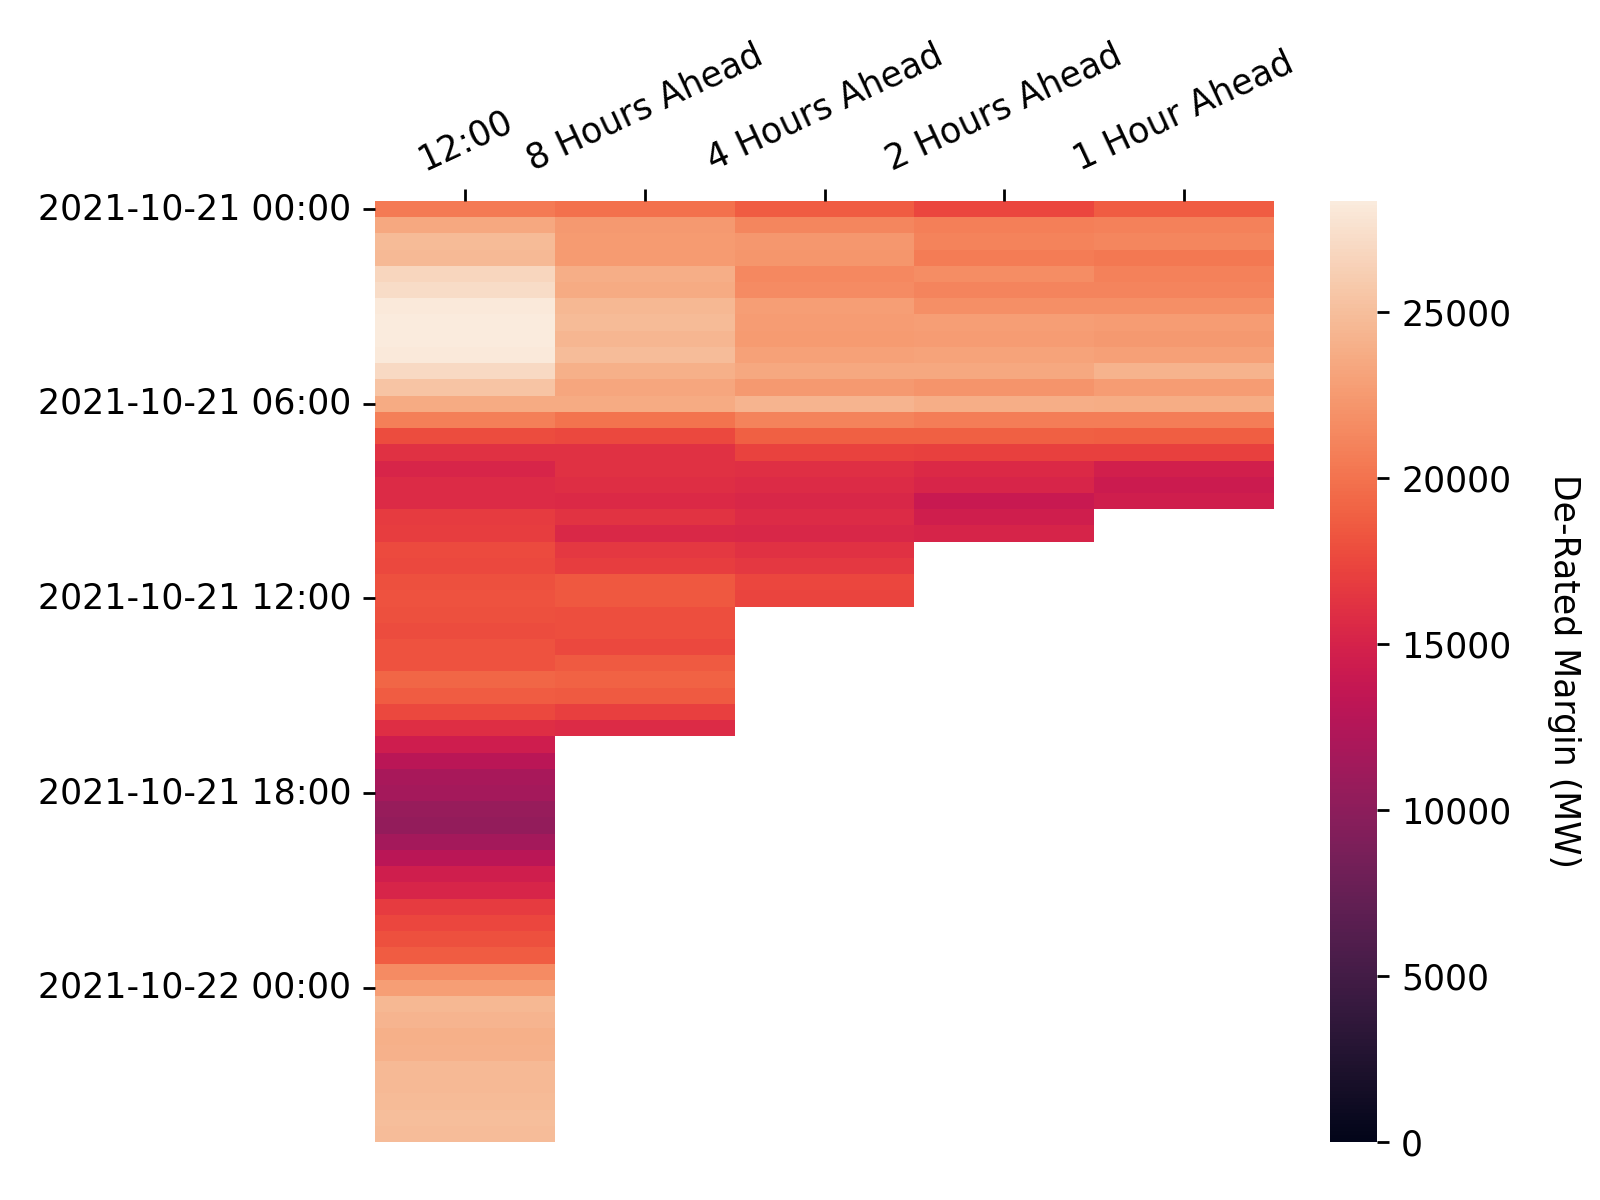 12:00
8 Hours Ahead
4 Hours Ahead
2 Hours Ahead
1 Hour Ahead
2021-10-21 00:00
2021-10-21 06:00
2021-10-21 12:00
2021-10-21 18:00
2021-10-22 00:00
25000
20000
15000
10000
5000
0
De-Rated Margin (MW)